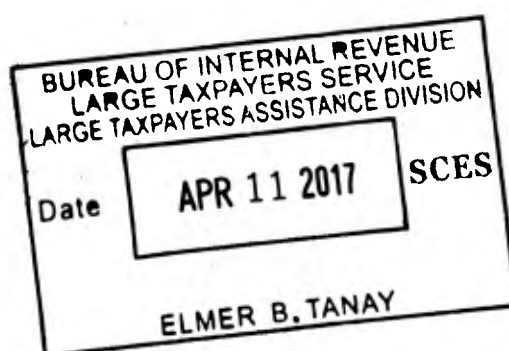 BUREAU OF INTERNAL REVENUE
LARGE TAXPAYERS SERVICE
LARGE TAXPAYERS ASSISTANCE DIVISION
Date APR 11 2017 SCES
ELMER B. TANAY